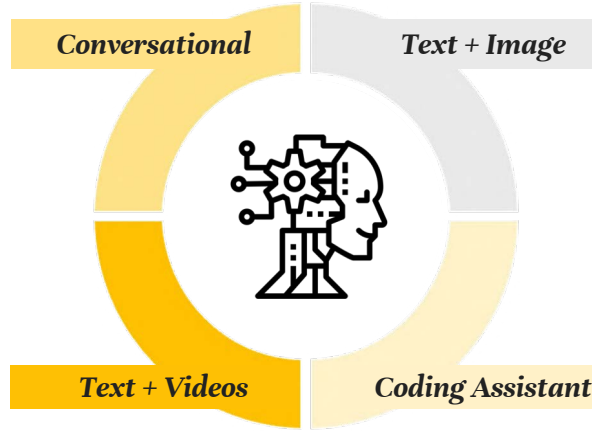 Conversational
Text + Image
Text + Videos
Coding Assistant